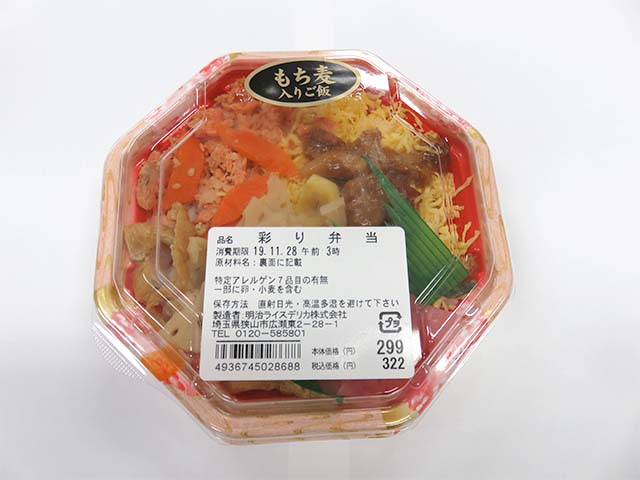 もち麦
入りご飯
品名 彩り弁当
消費期限 19.11.28 午前 3時
原材料名：裏面に記載
特定アレルゲン7品目の有無
一部に卵・小麦を含む
保存方法 直射日光・高温多湿を避けて下さい
製造者：明治ライスデリカ株式会社
埼玉県狭山市広瀬東2-28-1
TEL 0120-585801
プラ
本体価格(円) 299
4936745028688 税込価格(円) 322